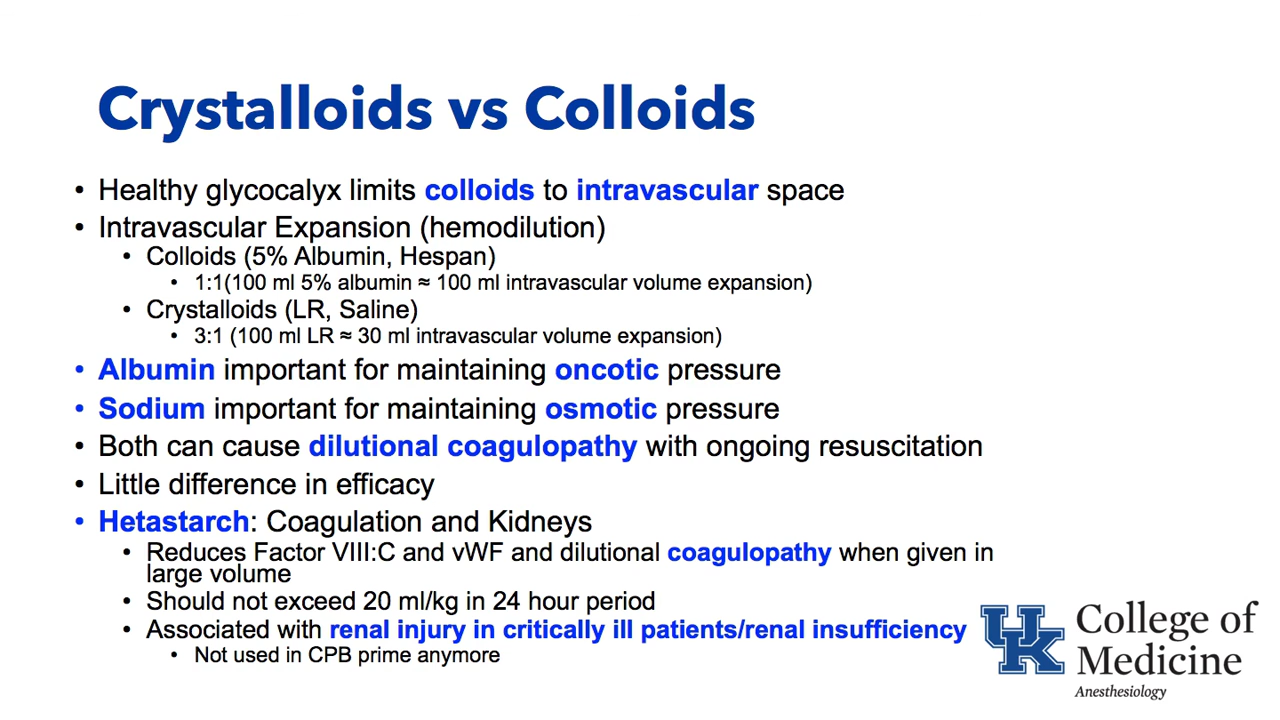 Crystalloids vs Colloids
• Healthy glycocalyx limits colloids to intravascular space
• Intravascular Expansion (hemodilution)
• Colloids (5% Albumin, Hespan)
• 1:1(100 ml 5% albumin ≈ 100 ml intravascular volume expansion)
• Crystalloids (LR, Saline)
• 3:1 (100 ml LR ≈ 30 ml intravascular volume expansion)
• Albumin important for maintaining oncotic pressure
• Sodium important for maintaining osmotic pressure
• Both can cause dilutional coagulopathy with ongoing resuscitation
• Little difference in efficacy
• Hetastarch: Coagulation and Kidneys
• Reduces Factor VIII:C and vWF and dilutional coagulopathy when given in
large volume
• Should not exceed 20 ml/kg in 24 hour period
• Associated with renal injury in critically ill patients/renal insufficiency
• Not used in CPB prime anymore
UK
College of
Medicine
Anesthesiology